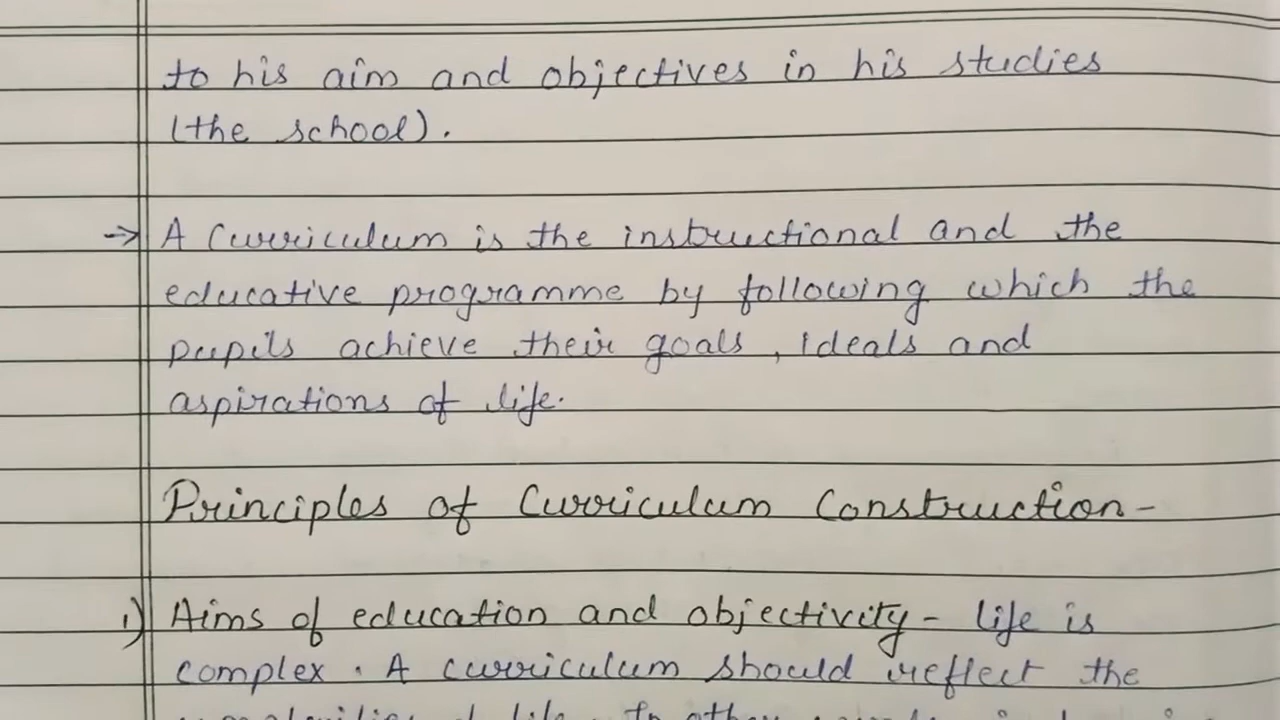 to his aim and objectives in his studies
(the school).
→ A Curriculum is the instructional and the
educative programme by following which the
pupils achieve their goals, Ideals and
aspirations of life.
Principles of Curriculum Construction-
1) Aims of education and objectivity - life is
complex. A curriculum should reflect the